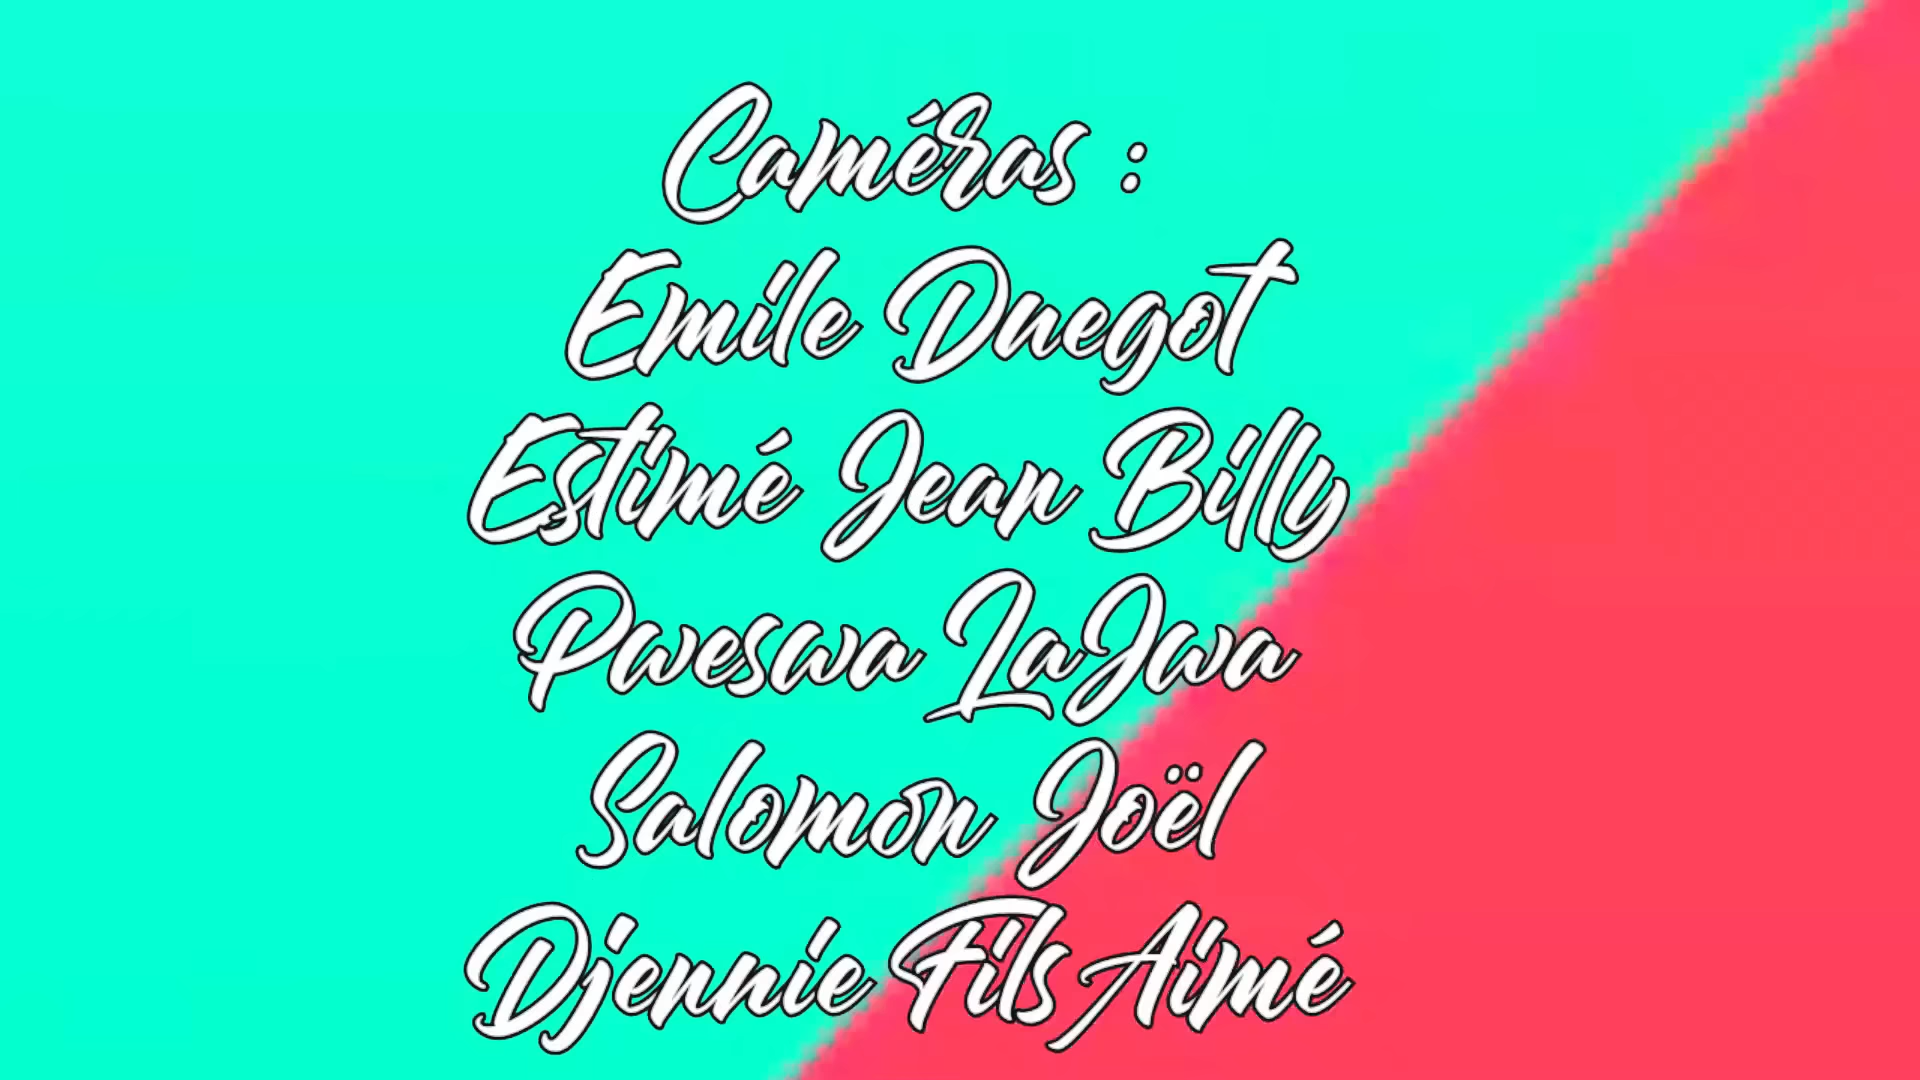 Caméras :
Emile Duegot
Estimé Jean Billy
Pweswa LaJwa
Salomon Joël
Djennie Fils Aimé